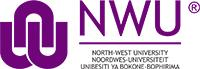 NWU®
NORTH-WEST UNIVERSITY
NOORDWES-UNIVERSITEIT
UNIBESITI YA BOKONE-BOPHIRIMA